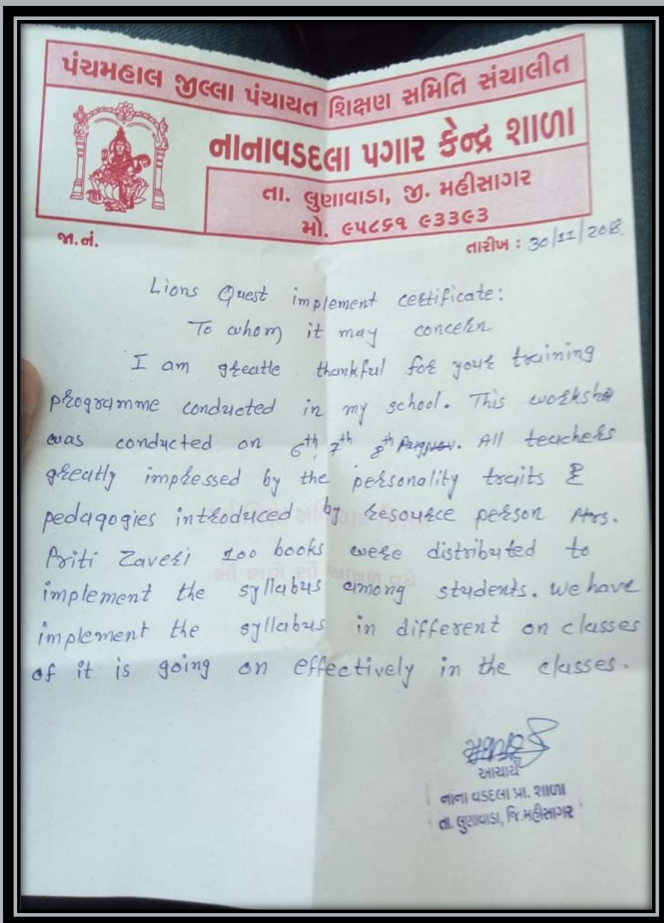 પંચમહાલ જીલ્લા પંચાયત શિક્ષણ સમિતિ સંચાલીત
નાનાવડદલા પગાર કેન્દ્ર શાળા
તા. લુણાવાડા, જી. મહીસાગર
મો. ૯૫૮૬૧ ૯૩૩૯૩
જા.નં.
તારીખ : 30/11/2018
Lions Quest implement certificate:
To whom it may concern
I am greatle thankful for your training
programme conducted in my school. This workshop
was conducted on 6th, 7th 8th August. All teachers
greatly impressed by the personality traits &
pedagogies introduced by resource person Mrs.
Priti Zaveri 100 books were distributed to
implement the syllabus among students. we have
implement the syllabus in different on classes
of it is going on effectively in the classes.
આચાર્ય
નાના વડદલા પ્રા. શાળા
તા. લુણાવાડા, જિ.મહીસાગર